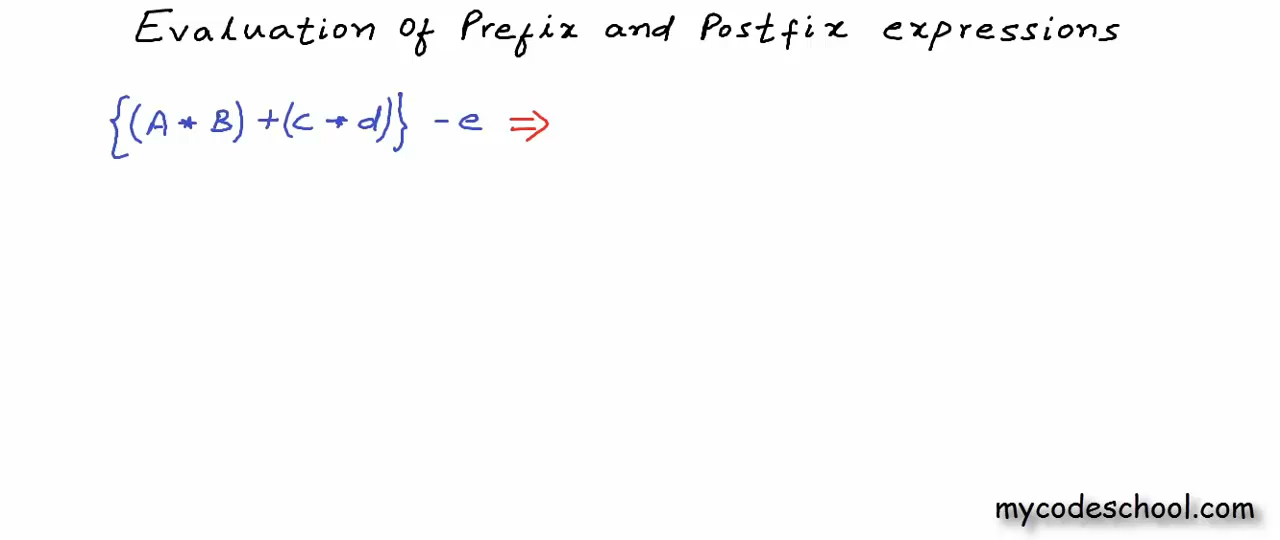 Evaluation of Prefix and Postfix expressions
{(A * B) + (C * d)} - e ⇒
mycodeschool.com